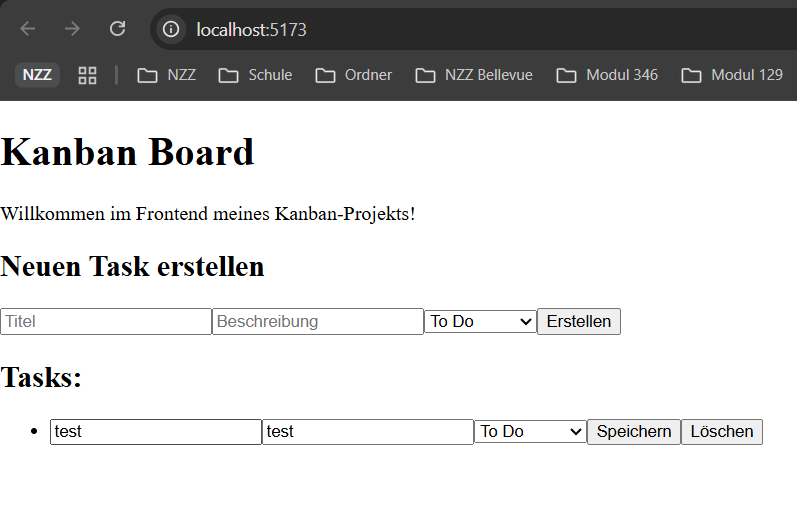 localhost:5173
NZZ NZZ Schule Ordner NZZ Bellevue Modul 346 Modul 129
Kanban Board
Willkommen im Frontend meines Kanban-Projekts!
Neuen Task erstellen
Titel Beschreibung To Do Erstellen
Tasks:
test test To Do Speichern Löschen